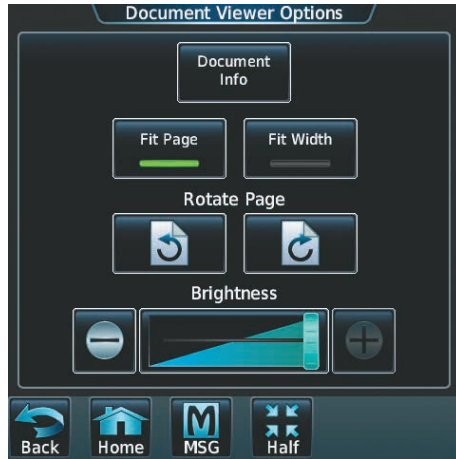 Document Viewer Options
Document
Info
Fit Page
Fit Width
Rotate Page
Brightness
Back
Home
MSG
Half